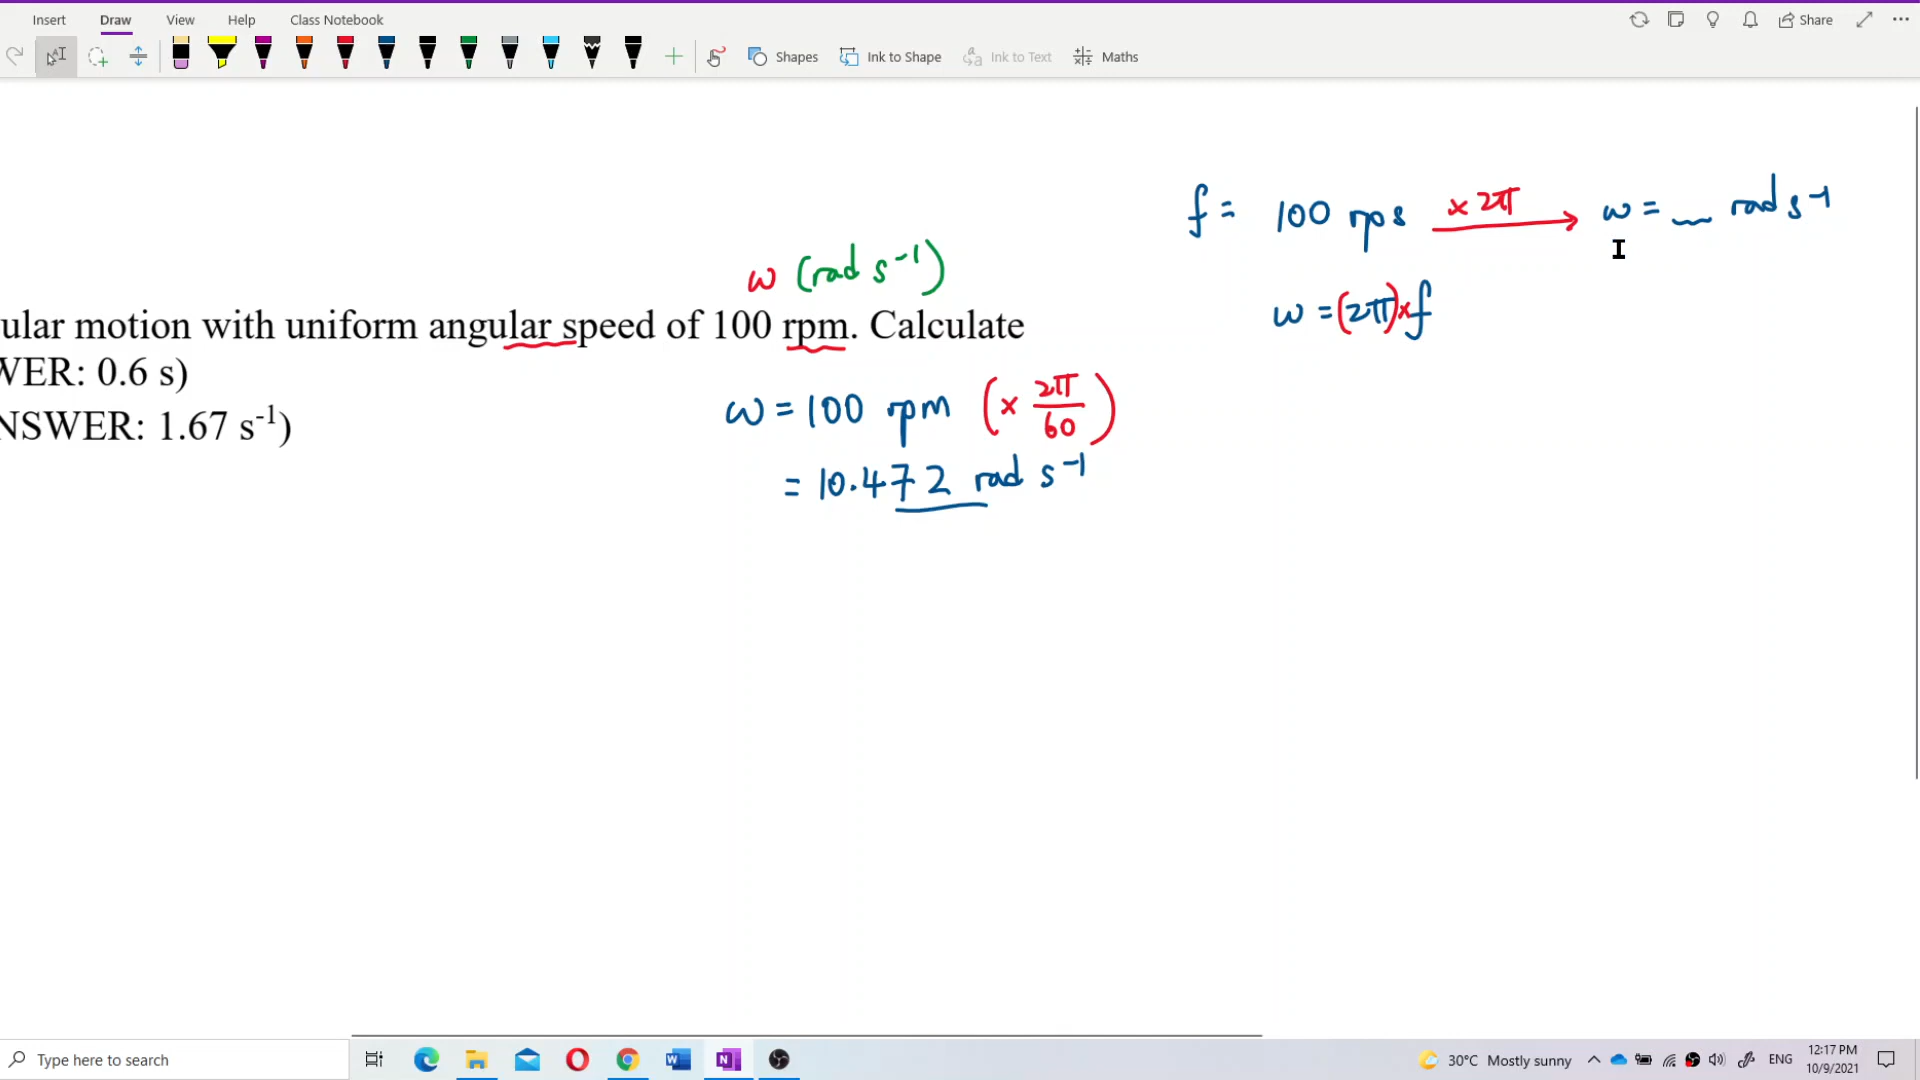 Insert Draw View Help Class Notebook Share
Shapes Ink to Shape Ink to Text Maths
f = 100 rps × 2π ω = __ rad s⁻¹
ω (rad s⁻¹)
ω = (2π)×f
ular motion with uniform angular speed of 100 rpm. Calculate
WER: 0.6 s)
ω = 100 rpm (× 2π/60)
NSWER: 1.67 s⁻¹)
= 10.472 rad s⁻¹
Type here to search
30°C Mostly sunny ENG 12:17 PM
10/9/2021